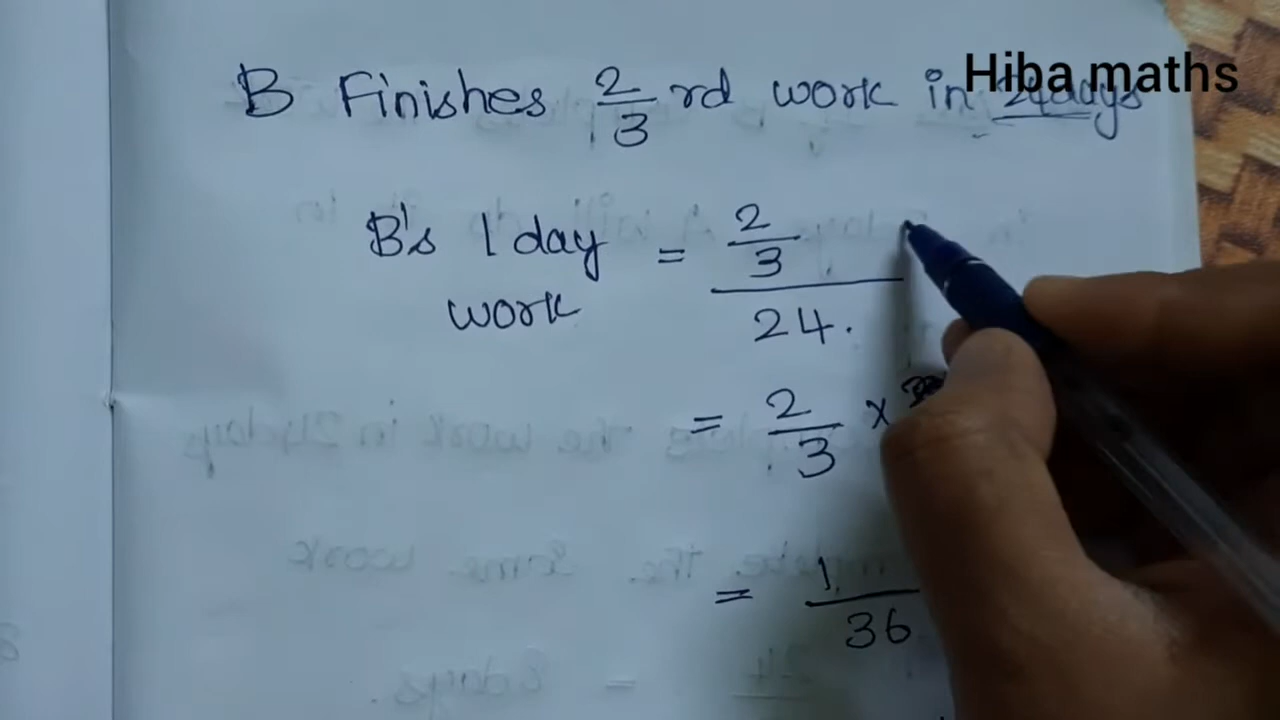 Hiba maths
B Finishes 2/3 rd work in 24days
B's 1 day work = 2/3 / 24.
= 2/3 ×
= 1/36